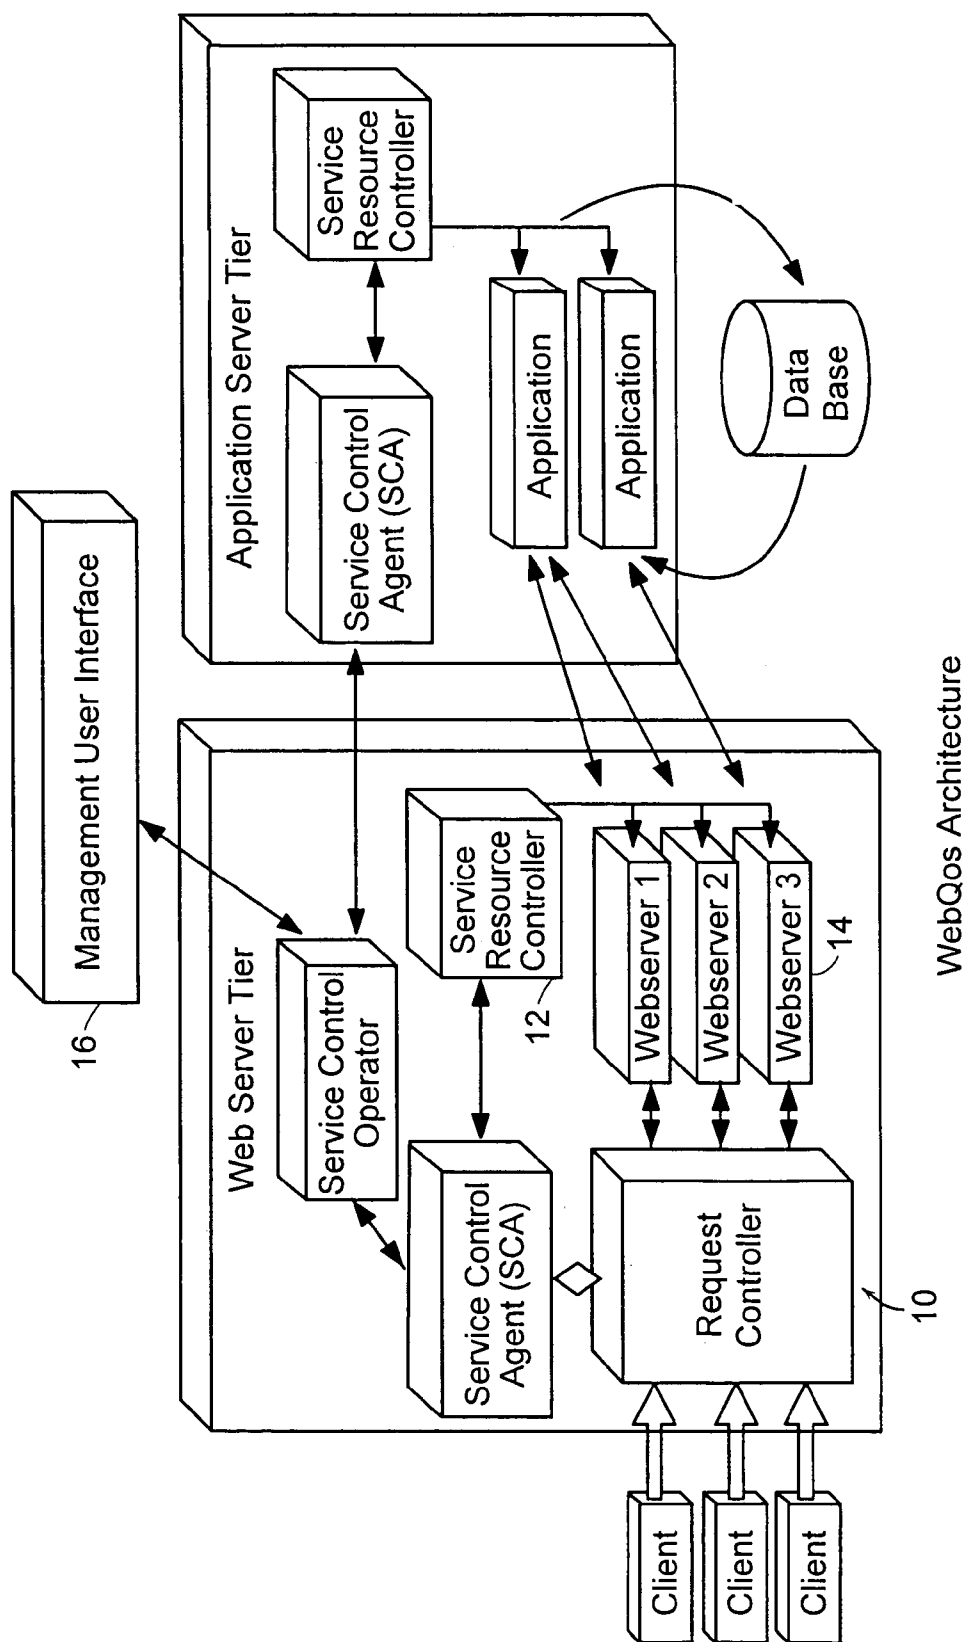 16
Management User Interface
Web Server Tier
Service Control
Operator
Service Control
Agent (SCA)
Service
Resource
Controller
12
Request
Controller
10
Webserver 1
Webserver 2
Webserver 3
14
Client
Client
Client
Application Server Tier
Service Control
Agent (SCA)
Service
Resource
Controller
Application
Application
Data
Base
WebQos Architecture